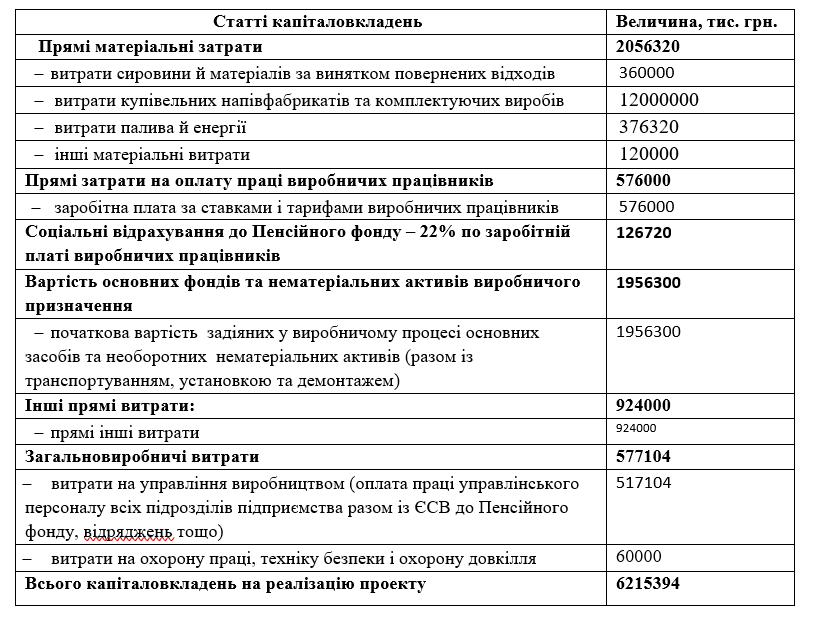 Статті капіталовкладень Величина, тис. грн.
Прямі матеріальні затрати 2056320
– витрати сировини й матеріалів за винятком повернених відходів 360000
– витрати купівельних напівфабрикатів та комплектуючих виробів 12000000
– витрати палива й енергії 376320
– інші матеріальні витрати 120000
Прямі затрати на оплату праці виробничих працівників 576000
– заробітна плата за ставками і тарифами виробничих працівників 576000
Соціальні відрахування до Пенсійного фонду – 22% по заробітній 126720
платі виробничих працівників
Вартість основних фондів та нематеріальних активів виробничого 1956300
призначення
– початкова вартість задіяних у виробничому процесі основних 1956300
засобів та необоротних нематеріальних активів (разом із
транспортуванням, установкою та демонтажем)
Інші прямі витрати: 924000
– прямі інші витрати 924000
Загальновиробничі витрати 577104
– витрати на управління виробництвом (оплата праці управлінського 517104
персоналу всіх підрозділів підприємства разом із ЄСВ до Пенсійного
фонду, відряджень тощо)
– витрати на охорону праці, техніку безпеки і охорону довкілля 60000
Всього капіталовкладень на реалізацію проекту 6215394